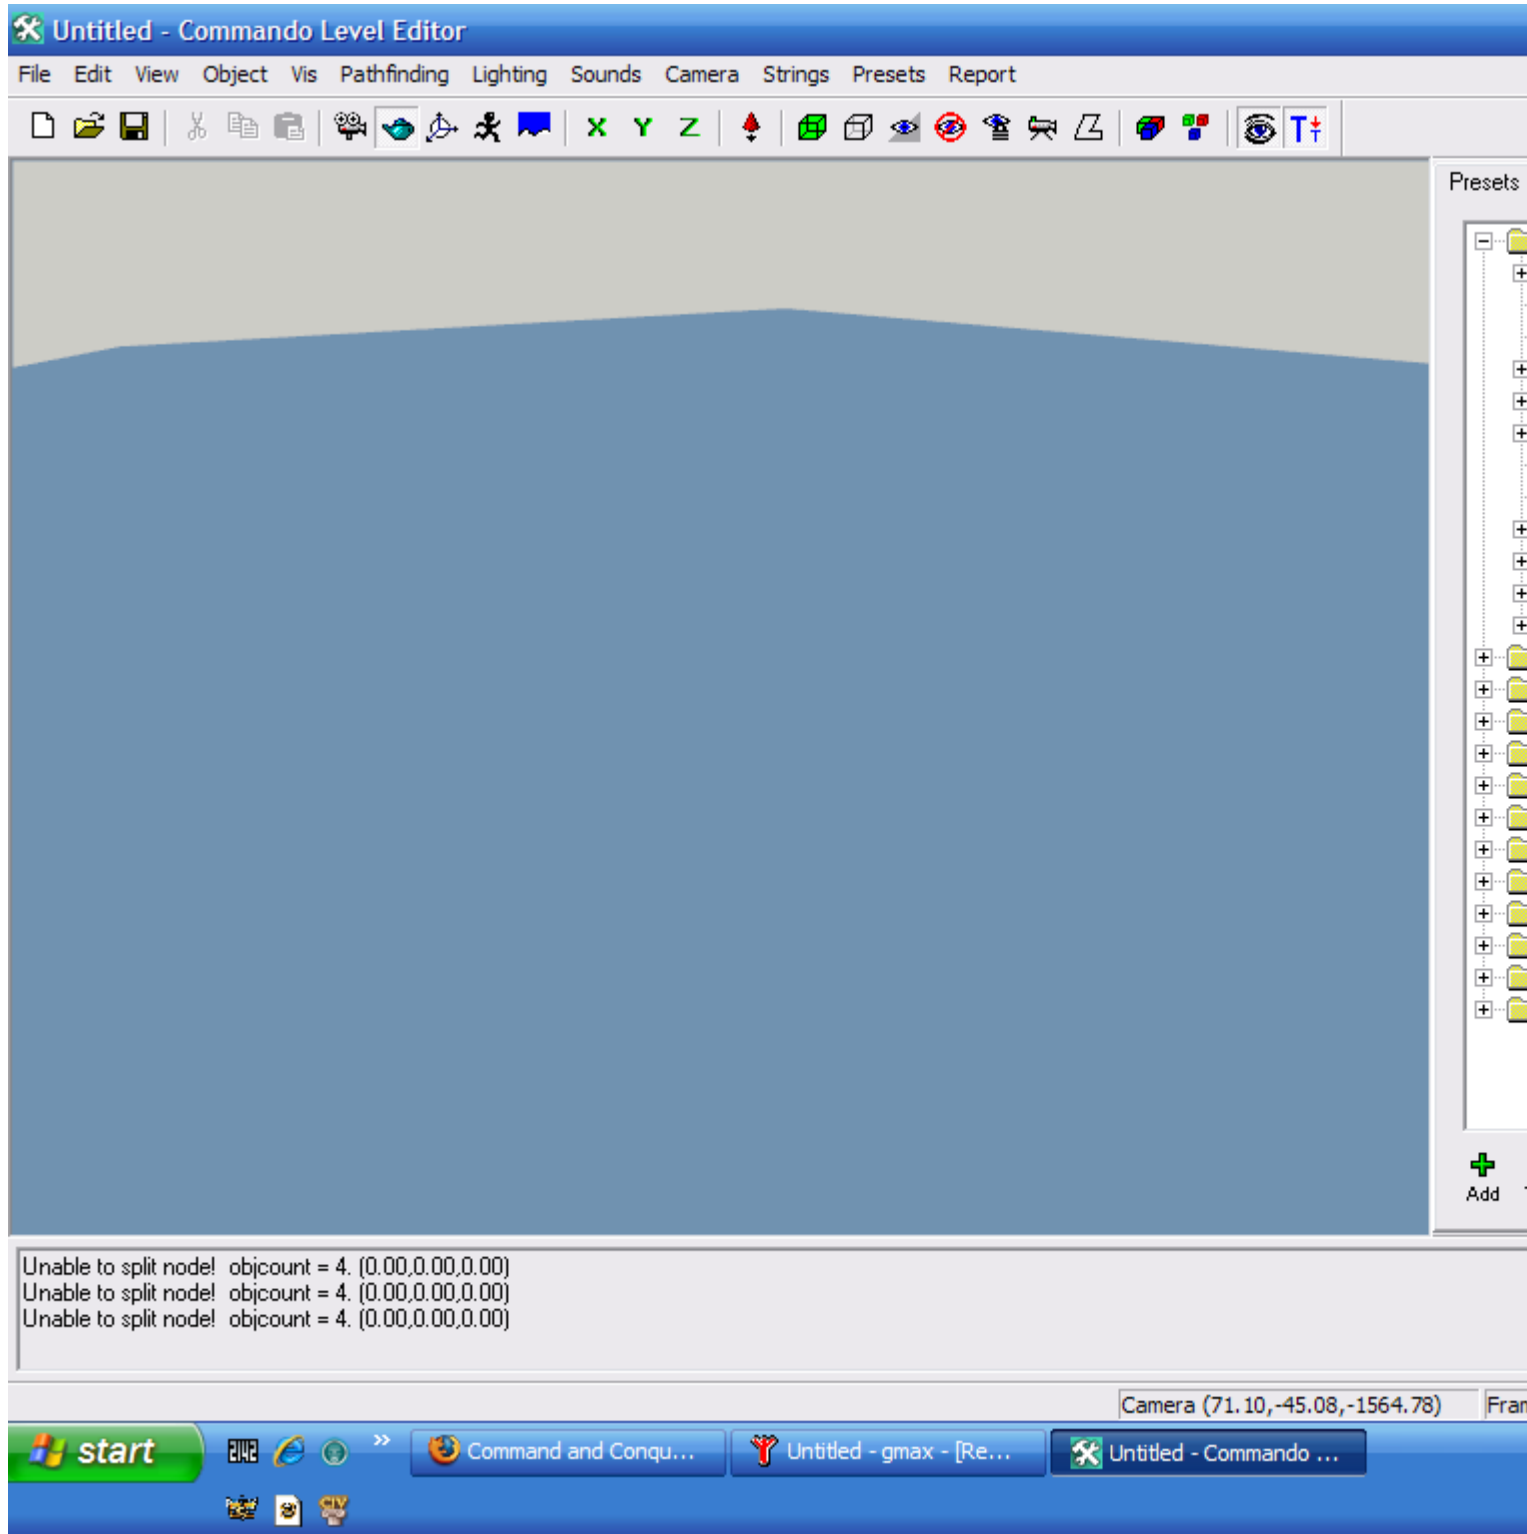 Untitled - Commando Level Editor
File Edit View Object Vis Pathfinding Lighting Sounds Camera Strings Presets Report
X Y Z T
Presets
Add
Unable to split node! objcount = 4. (0.00,0.00,0.00)
Unable to split node! objcount = 4. (0.00,0.00,0.00)
Unable to split node! objcount = 4. (0.00,0.00,0.00)
Camera (71.10,-45.08,-1564.78) Fram
start 2142 » Command and Conqu... Untitled - gmax - [Re... Untitled - Commando ...
CIV